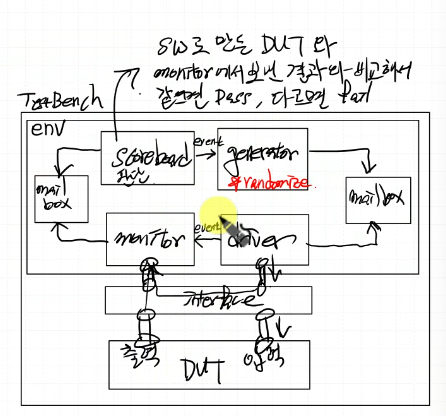 SW로 만든 DUT 와
monitor에서 보낸 결과와 비교해서
같으면 Pass, 다르면 Fail
TestBench
env
scoreboard
판단
event
generator
*randomize
mail
box
mailbox
monitor
event
driver
interface
출력
입력
DUT